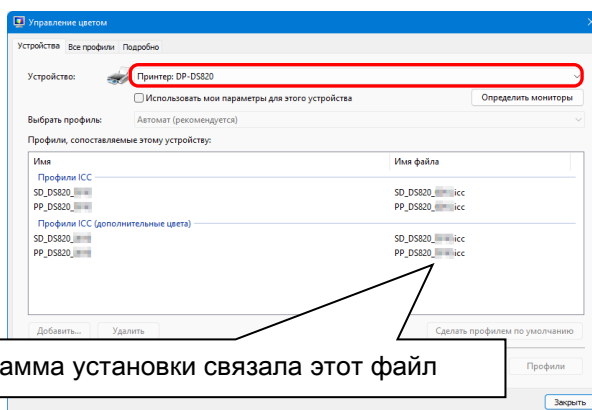 Управление цветом
Устройства Все профили Подробно
Устройство: Принтер: DP-DS820
Использовать мои параметры для этого устройства Определить мониторы
Выбрать профиль: Автомат (рекомендуется)
Профили, сопоставляемые этому устройству:
Имя Имя файла
Профили ICC
SD_DS820_ SD_DS820_ icc
PP_DS820_ PP_DS820_ icc
Профили ICC (дополнительные цвета)
SD_DS820_ SD_DS820_ icc
PP_DS820_ PP_DS820_ icc
Добавить... Удалить Сделать профилем по умолчанию
амма установки связала этот файл
Профили
Закрыть